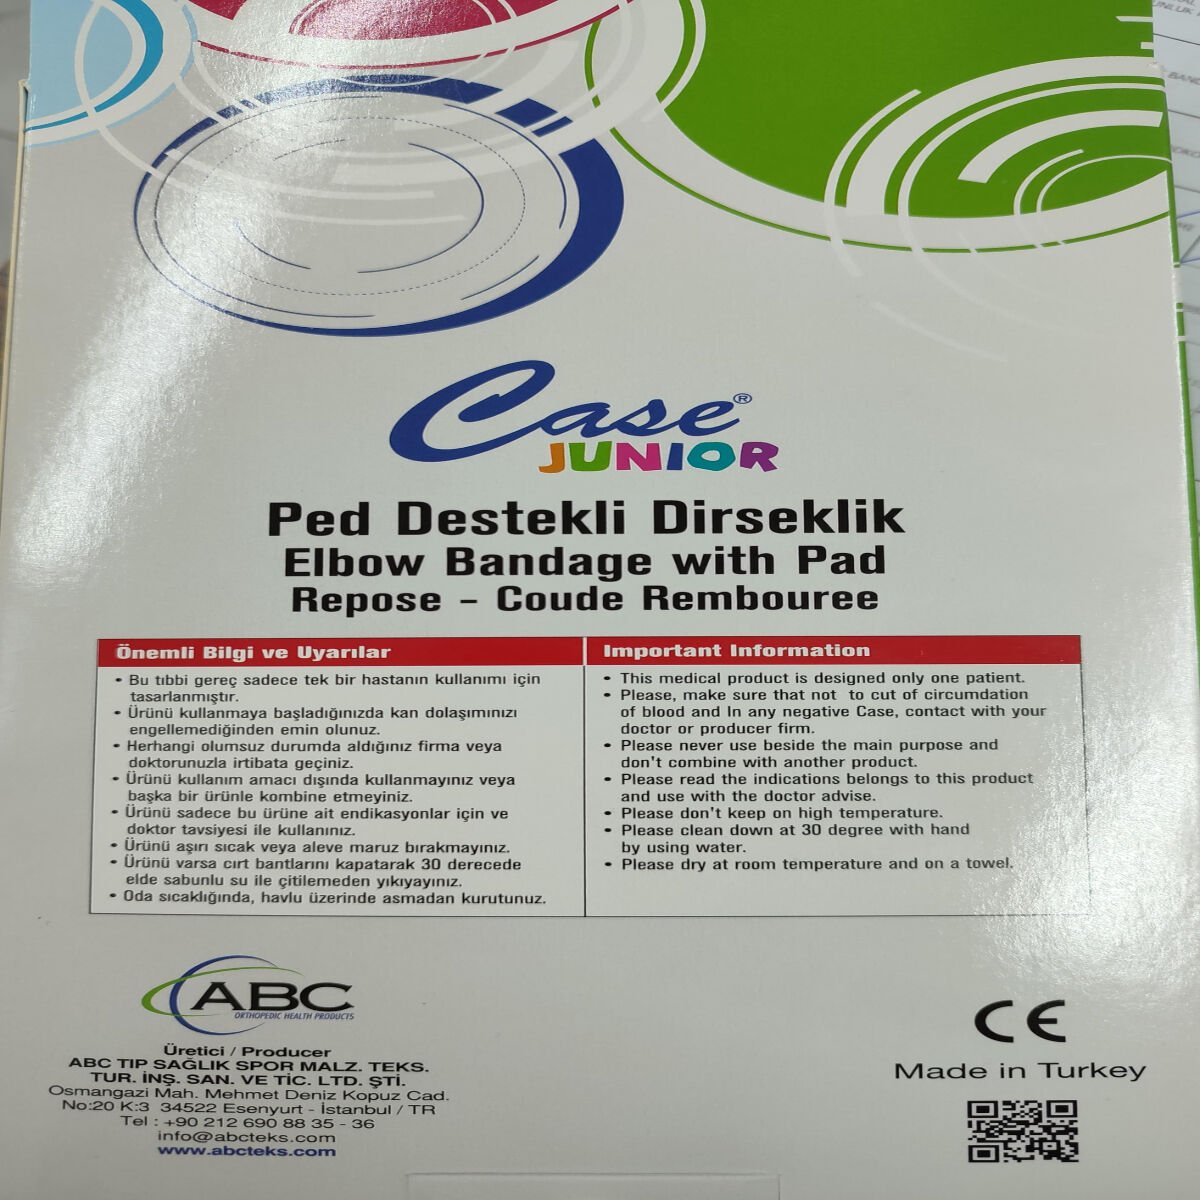 Case®
JUNIOR
Ped Destekli Dirseklik
Elbow Bandage with Pad
Repose - Coude Rembouree
Önemli Bilgi ve Uyarılar
• Bu tıbbi gereç sadece tek bir hastanın kullanımı için
tasarlanmıştır.
• Ürünü kullanmaya başladığınızda kan dolaşımınızı
engellemediğinden emin olunuz.
• Herhangi olumsuz durumda aldığınız firma veya
doktorunuzla irtibata geçiniz.
• Ürünü kullanım amacı dışında kullanmayınız veya
başka bir ürünle kombine etmeyiniz.
• Ürünü sadece bu ürüne ait endikasyonlar için ve
doktor tavsiyesi ile kullanınız.
• Ürünü aşırı sıcak veya aleve maruz bırakmayınız.
• Ürünü varsa cırt bantlarını kapatarak 30 derecede
elde sabunlu su ile çitilemeden yıkıyayınız.
• Oda sıcaklığında, havlu üzerinde asmadan kurutunuz.
Important Information
• This medical product is designed only one patient.
• Please, make sure that not to cut of circumdation
of blood and In any negative Case, contact with your
doctor or producer firm.
• Please never use beside the main purpose and
don't combine with another product.
• Please read the indications belongs to this product
and use with the doctor advise.
• Please don't keep on high temperature.
• Please clean down at 30 degree with hand
by using water.
• Please dry at room temperature and on a towel.
ABC
ORTHOPEDIC HEALTH PRODUCTS
Üretici / Producer
ABC TIP SAĞLIK SPOR MALZ. TEKS.
TUR. İNŞ. SAN. VE TİC. LTD. ŞTİ.
Osmangazi Mah. Mehmet Deniz Kopuz Cad.
No:20 K:3 34522 Esenyurt - İstanbul / TR
Tel : +90 212 690 88 35 - 36
info@abcteks.com
www.abcteks.com
CE
Made in Turkey